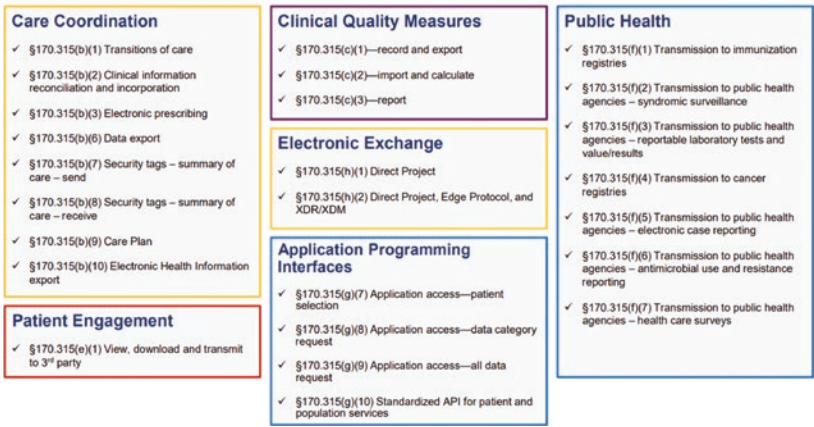 Care Coordination
✓ §170.315(b)(1) Transitions of care
✓ §170.315(b)(2) Clinical information
reconciliation and incorporation
✓ §170.315(b)(3) Electronic prescribing
✓ §170.315(b)(6) Data export
✓ §170.315(b)(7) Security tags – summary of
care – send
✓ §170.315(b)(8) Security tags – summary of
care – receive
✓ §170.315(b)(9) Care Plan
✓ §170.315(b)(10) Electronic Health Information
export
Patient Engagement
✓ §170.315(e)(1) View, download and transmit
to 3rd party
Clinical Quality Measures
✓ §170.315(c)(1)—record and export
✓ §170.315(c)(2)—import and calculate
✓ §170.315(c)(3)—report
Electronic Exchange
✓ §170.315(h)(1) Direct Project
✓ §170.315(h)(2) Direct Project, Edge Protocol, and
XDR/XDM
Application Programming
Interfaces
✓ §170.315(g)(7) Application access—patient
selection
✓ §170.315(g)(8) Application access—data category
request
✓ §170.315(g)(9) Application access—all data
request
✓ §170.315(g)(10) Standardized API for patient and
population services
Public Health
✓ §170.315(f)(1) Transmission to immunization
registries
✓ §170.315(f)(2) Transmission to public health
agencies – syndromic surveillance
✓ §170.315(f)(3) Transmission to public health
agencies – reportable laboratory tests and
value/results
✓ §170.315(f)(4) Transmission to cancer
registries
✓ §170.315(f)(5) Transmission to public health
agencies – electronic case reporting
✓ §170.315(f)(6) Transmission to public health
agencies – antimicrobial use and resistance
reporting
✓ §170.315(f)(7) Transmission to public health
agencies – health care surveys